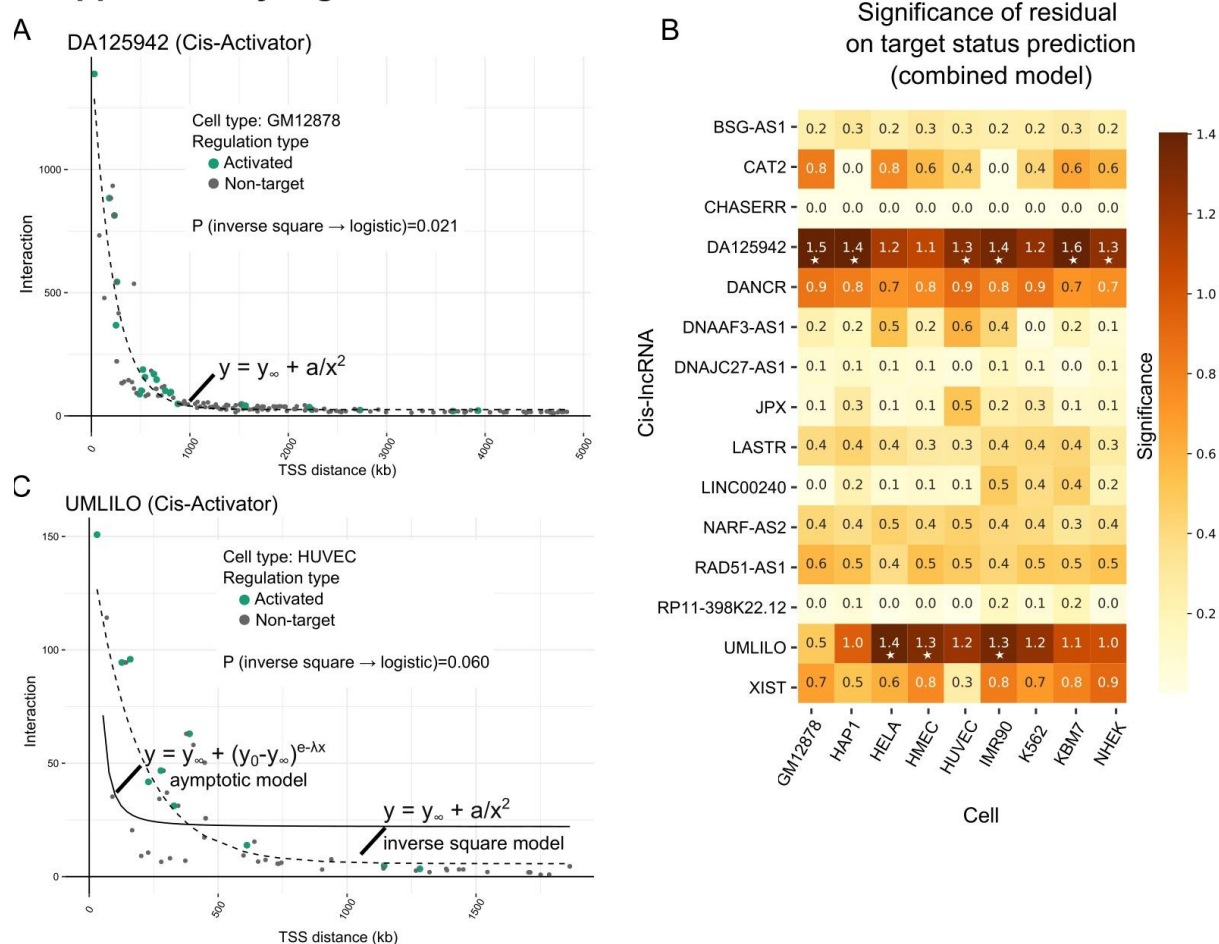 A
DA125942 (Cis-Activator)
Interaction
1000
500
0
Cell type: GM12878
Regulation type
Activated
Non-target
P (inverse square → logistic)=0.021
y = y∞ + a/x²
0
1000
2000
3000
4000
5000
TSS distance (kb)
B
Significance of residual
on target status prediction
(combined model)
Cis-lncRNA
BSG-AS1 0.2 0.3 0.2 0.3 0.3 0.2 0.2 0.3 0.2
CAT2 0.8 0.0 0.8 0.6 0.4 0.0 0.4 0.6 0.6
CHASERR 0.0 0.0 0.0 0.0 0.0 0.0 0.0 0.0 0.0
DA125942 1.5 1.4 1.2 1.1 1.3 1.4 1.2 1.6 1.3
★ ★ ★ ★ ★ ★
DANCR 0.9 0.8 0.7 0.8 0.9 0.8 0.9 0.7 0.7
DNAAF3-AS1 0.2 0.2 0.5 0.2 0.6 0.4 0.0 0.2 0.1
DNAJC27-AS1 0.1 0.1 0.1 0.1 0.0 0.1 0.1 0.0 0.1
JPX 0.1 0.3 0.1 0.1 0.5 0.2 0.3 0.1 0.1
LASTR 0.4 0.4 0.4 0.3 0.3 0.4 0.4 0.4 0.3
LINC00240 0.0 0.2 0.1 0.1 0.1 0.5 0.4 0.4 0.2
NARF-AS2 0.4 0.4 0.5 0.4 0.5 0.4 0.4 0.3 0.4
RAD51-AS1 0.6 0.5 0.4 0.5 0.5 0.4 0.5 0.5 0.5
RP11-398K22.12 0.0 0.1 0.0 0.0 0.0 0.2 0.1 0.2 0.0
UMLILO 0.5 1.0 1.4 1.3 1.2 1.3 1.2 1.1 1.0
★ ★ ★
XIST 0.7 0.5 0.6 0.8 0.3 0.8 0.7 0.8 0.9
GM12878
HAP1
HELA
HMEC
HUVEC
IMR90
K562
KBM7
NHEK
Cell
Significance
1.4
1.2
1.0
0.8
0.6
0.4
0.2
C
UMLILO (Cis-Activator)
Interaction
150
100
50
0
Cell type: HUVEC
Regulation type
Activated
Non-target
P (inverse square → logistic)=0.060
y = y∞ + (y₀-y∞)e-λx
aymptotic model
y = y∞ + a/x²
inverse square model
0
500
1000
1500
TSS distance (kb)